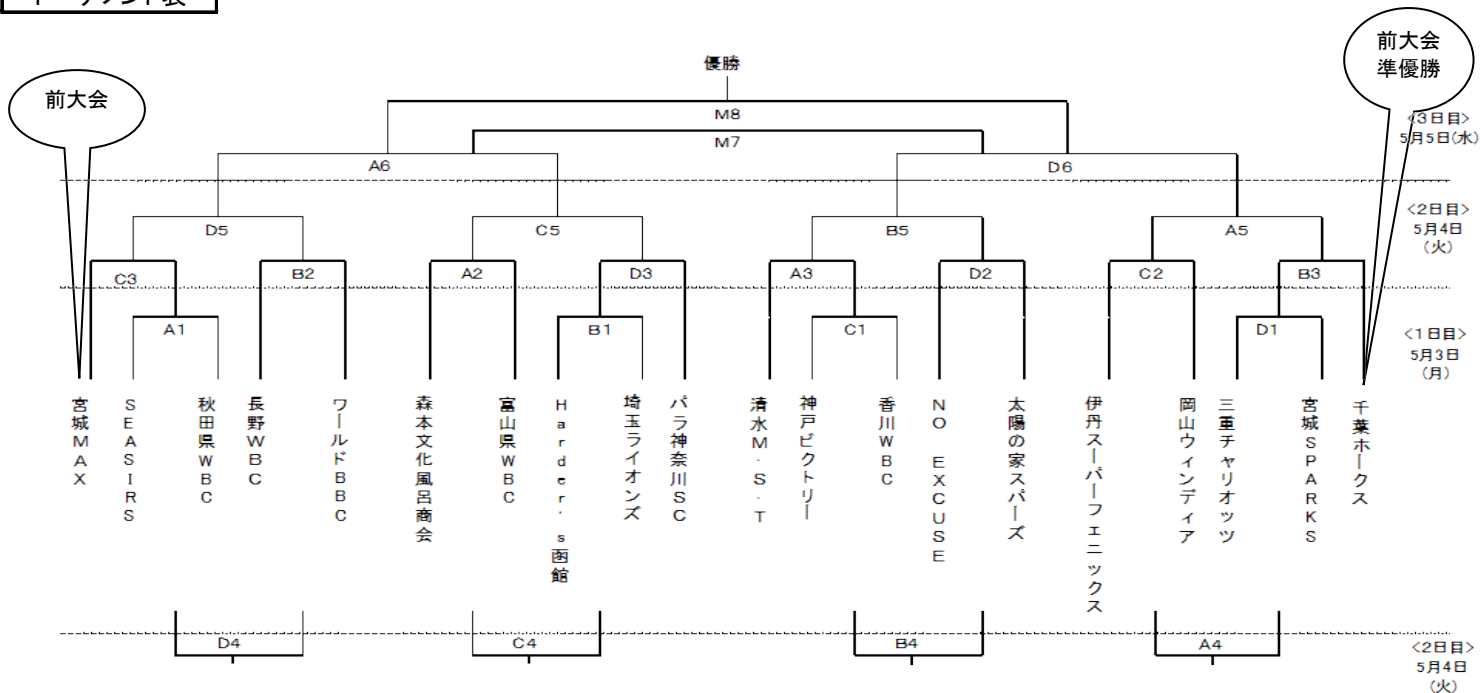 トーナメント表
優勝
前大会
前大会
準優勝
M8
M7
<3日目>
5月5日(水)
A6
D6
<2日目>
5月4日
(火)
D5
C5
B5
A5
C3
B2
A2
D3
A3
D2
C2
B3
A1
B1
C1
D1
<1日目>
5月3日
(月)
宮城MAX
SEASIRS
秋田県WBC
長野WBC
ワールドBBC
森本文化風呂商会
富山県WBC
Harder's函館
埼玉ライオンズ
パラ神奈川SC
清水M・S・T
神戸ビクトリー
香川WBC
NO EXCUSE
太陽の家スパーズ
伊丹スーパーフェニックス
岡山ウィンディア
三重チャリオッツ
宮城SPARKS
千葉ホークス
D4
C4
B4
A4
<2日目>
5月4日
(火)